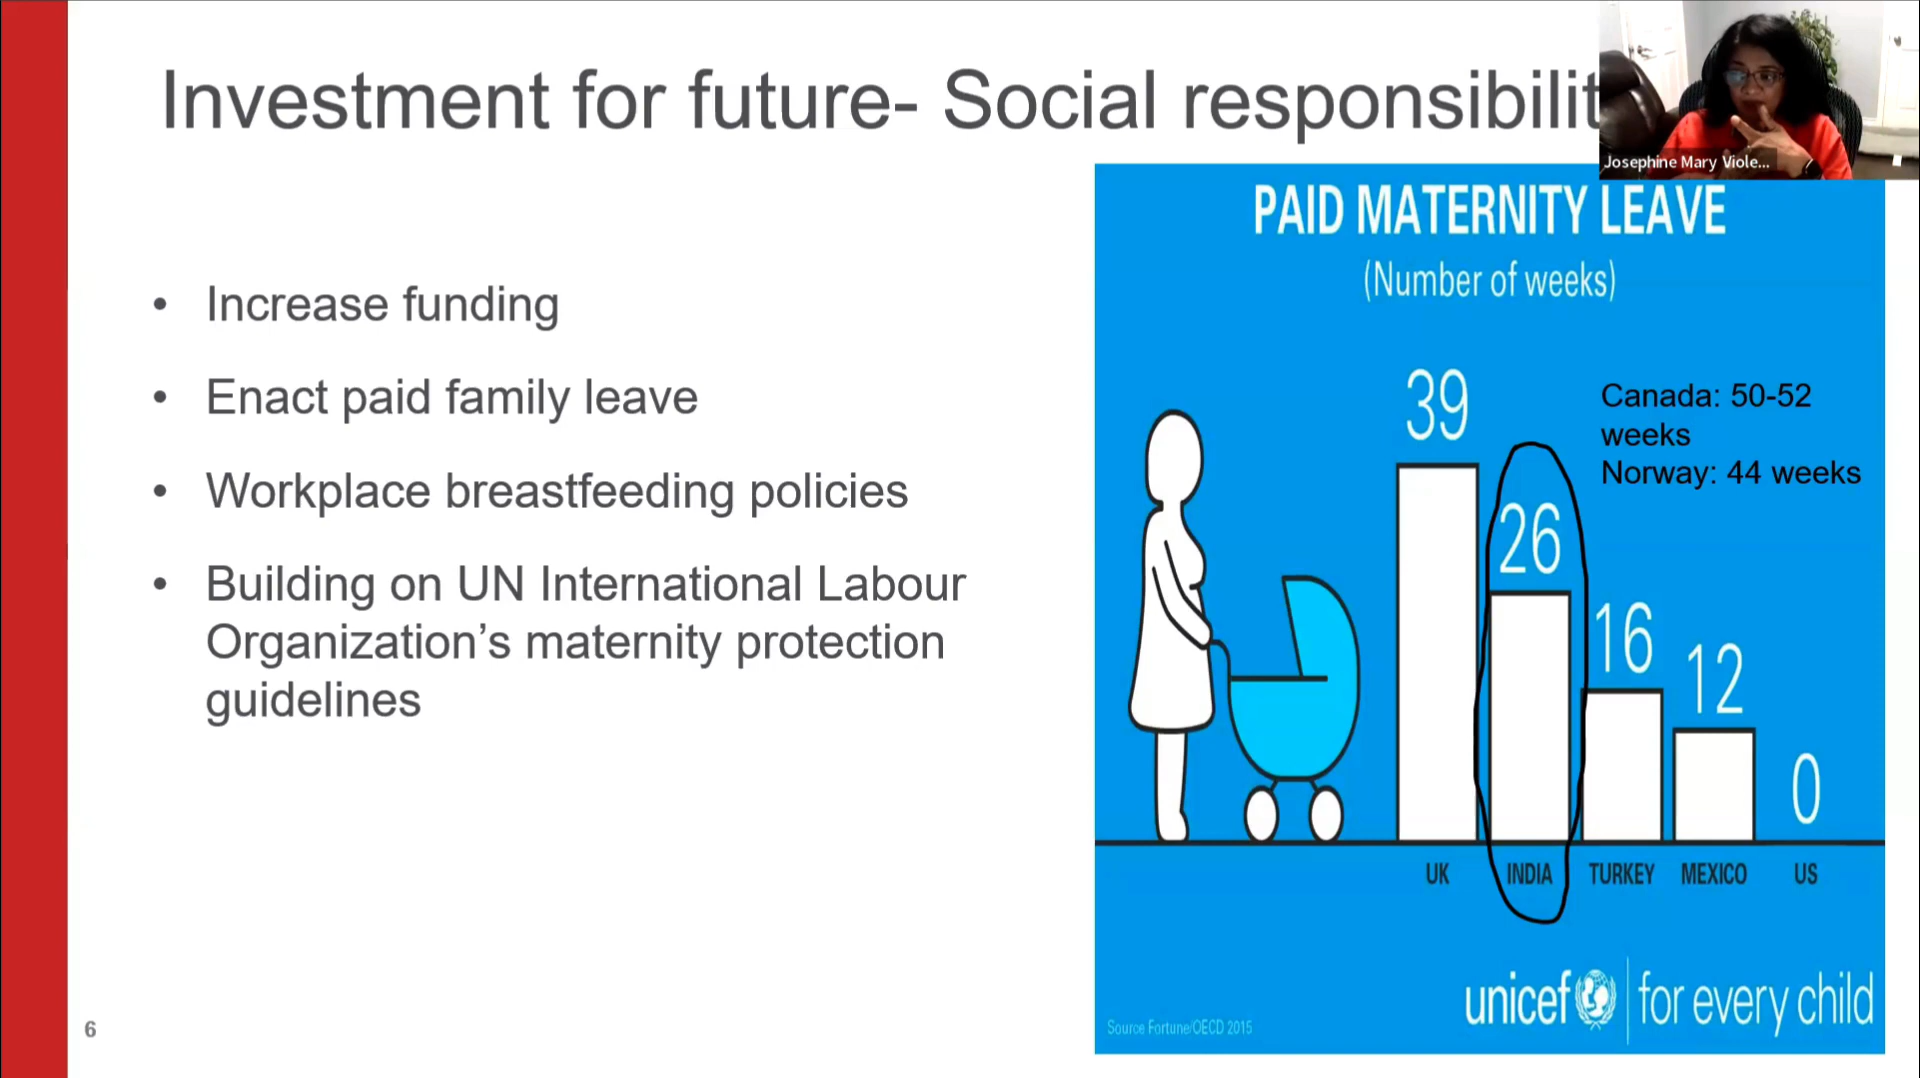 Investment for future- Social responsibilit
Josephine Mary Viole...
• Increase funding
• Enact paid family leave
• Workplace breastfeeding policies
• Building on UN International Labour
Organization’s maternity protection
guidelines
PAID MATERNITY LEAVE
(Number of weeks)
39
26
16
12
0
Canada: 50-52
weeks
Norway: 44 weeks
UK INDIA TURKEY MEXICO US
unicef for every child
Source Fortune/OECD 2015
6